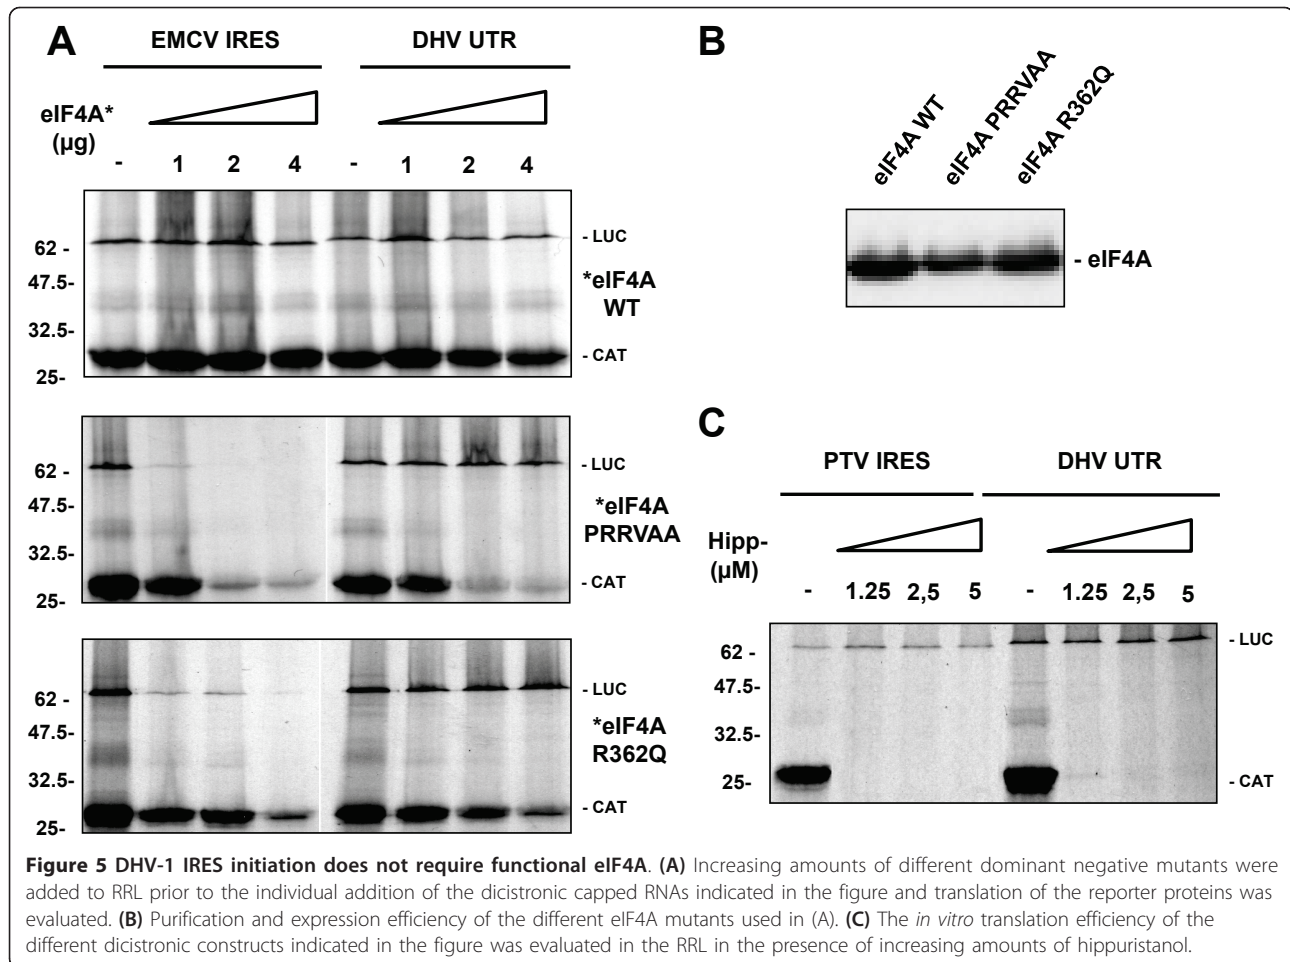 A
EMCV IRES DHV UTR
eIF4A*
(µg)
- 1 2 4 - 1 2 4
62 -
47.5-
32.5-
25-
- LUC
*eIF4A
WT
- CAT
62 -
47.5-
32.5-
25-
- LUC
*eIF4A
PRRVAA
- CAT
62 -
47.5-
32.5-
25-
- LUC
*eIF4A
R362Q
- CAT
B
eIF4A WT
eIF4A PRRVAA
eIF4A R362Q
- eIF4A
C
PTV IRES DHV UTR
Hipp-
(µM)
- 1.25 2,5 5 - 1.25 2,5 5
62 -
47.5-
32.5-
25-
- LUC
- CAT
Figure 5 DHV-1 IRES initiation does not require functional eIF4A. (A) Increasing amounts of different dominant negative mutants were
added to RRL prior to the individual addition of the dicistronic capped RNAs indicated in the figure and translation of the reporter proteins was
evaluated. (B) Purification and expression efficiency of the different eIF4A mutants used in (A). (C) The in vitro translation efficiency of the
different dicistronic constructs indicated in the figure was evaluated in the RRL in the presence of increasing amounts of hippuristanol.